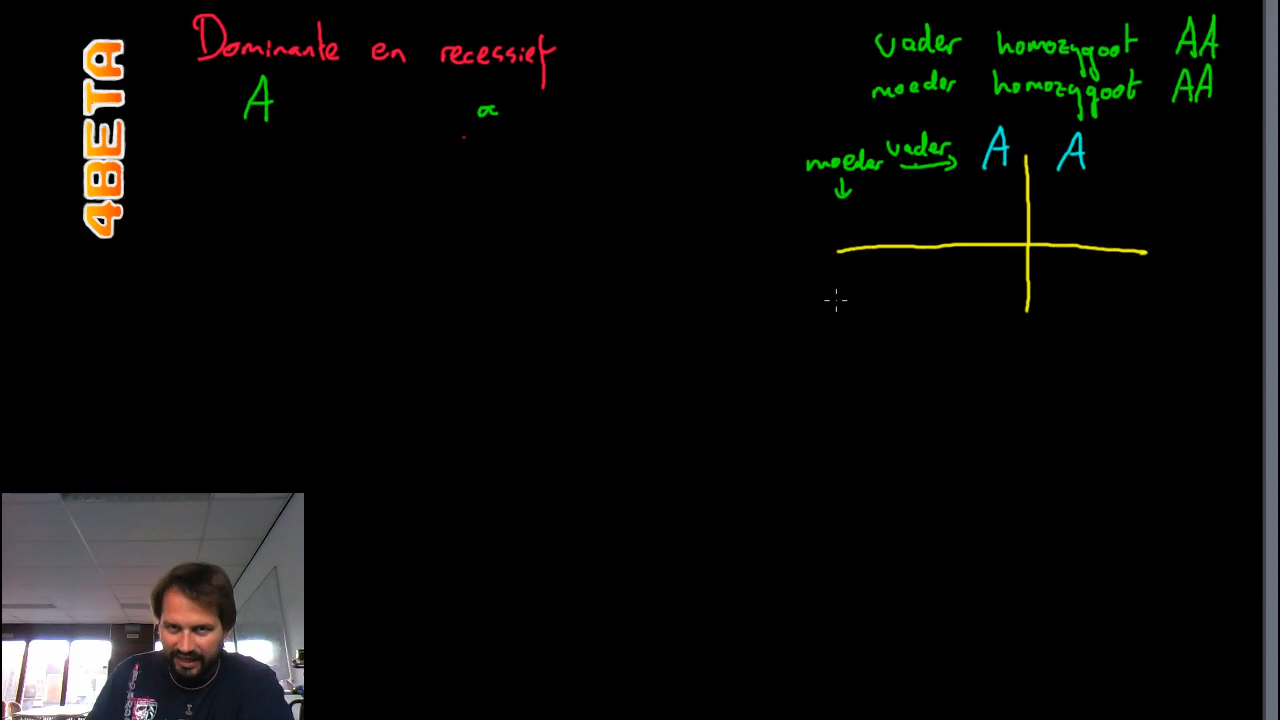 4BETA
Dominante en recessief
A a
vader homozygoot AA
moeder homozygoot AA
moeder vader → A A
↓